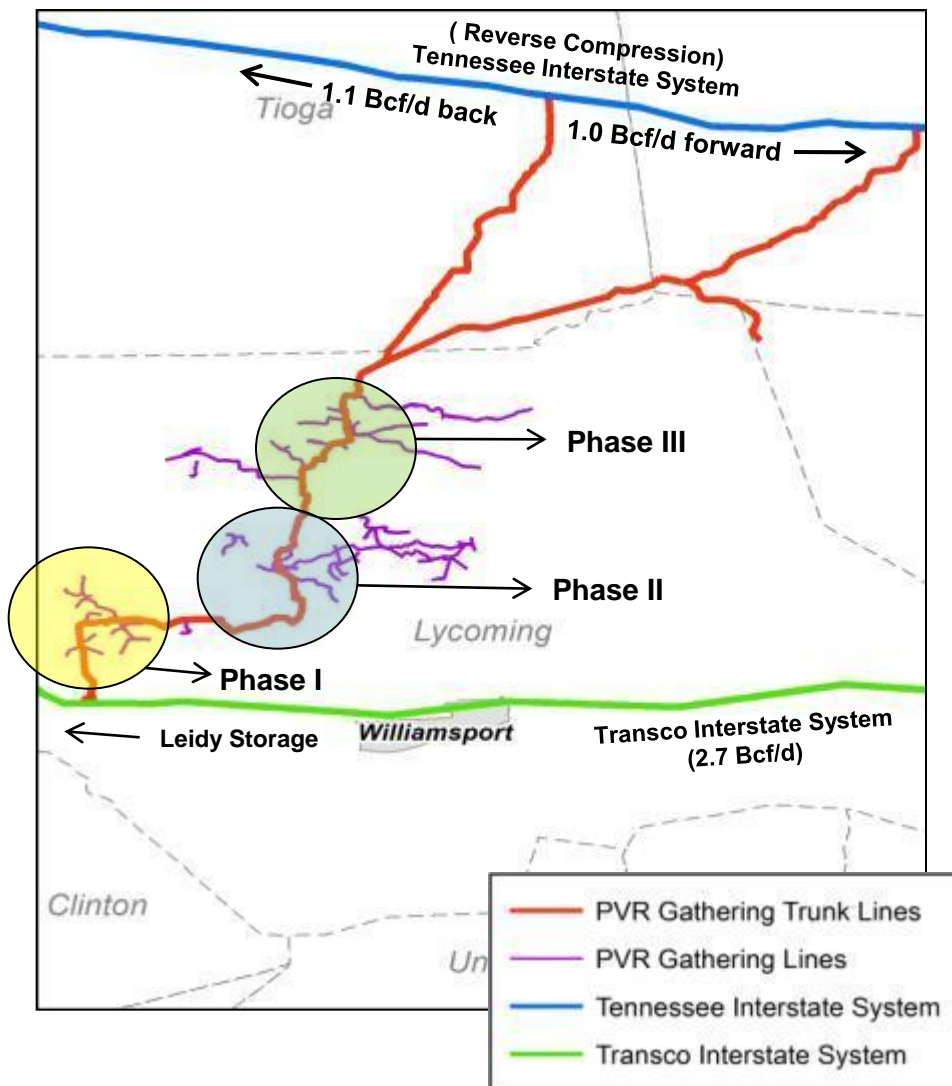 ( Reverse Compression)
Tennessee Interstate System
1.1 Bcf/d back
Tioga
1.0 Bcf/d forward
Phase III
Phase II
Lycoming
Phase I
Leidy Storage
Williamsport
Transco Interstate System
(2.7 Bcf/d)
Clinton
Un
PVR Gathering Trunk Lines
PVR Gathering Lines
Tennessee Interstate System
Transco Interstate System